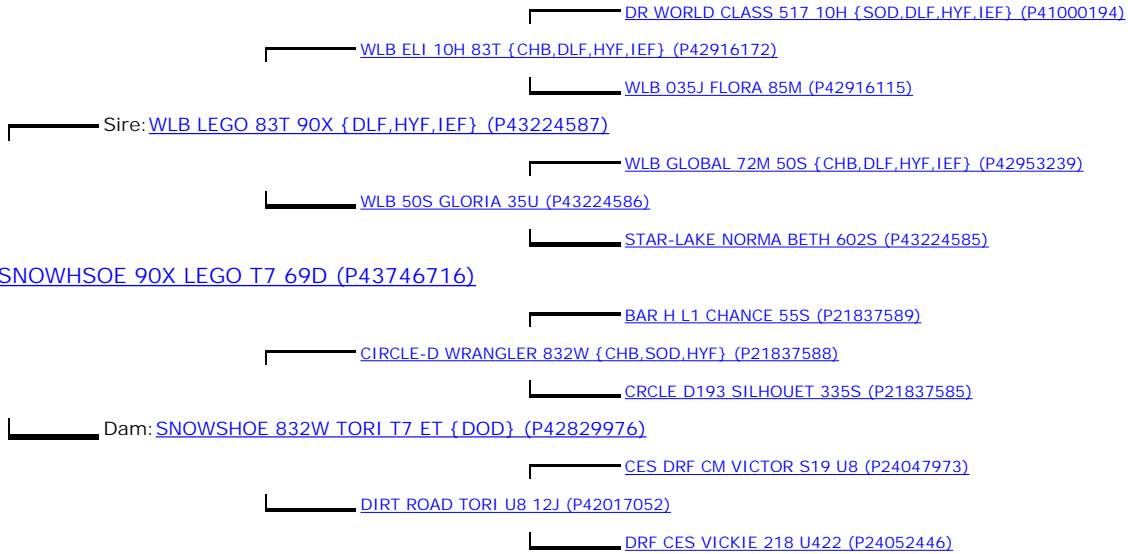 DR WORLD CLASS 517 10H {SOD,DLF,HYF,IEF} (P41000194)
WLB ELI 10H 83T {CHB,DLF,HYF,IEF} (P42916172)
WLB 035J FLORA 85M (P42916115)
Sire: WLB LEGO 83T 90X {DLF,HYF,IEF} (P43224587)
WLB GLOBAL 72M 50S {CHB,DLF,HYF,IEF} (P42953239)
WLB 50S GLORIA 35U (P43224586)
STAR-LAKE NORMA BETH 602S (P43224585)
SNOWHSOE 90X LEGO T7 69D (P43746716)
BAR H L1 CHANCE 55S (P21837589)
CIRCLE-D WRANGLER 832W {CHB,SOD,HYF} (P21837588)
CRCLE D193 SILHOUET 335S (P21837585)
Dam: SNOWSHOE 832W TORI T7 ET {DOD} (P42829976)
CES DRF CM VICTOR S19 U8 (P24047973)
DIRT ROAD TORI U8 12J (P42017052)
DRF CES VICKIE 218 U422 (P24052446)